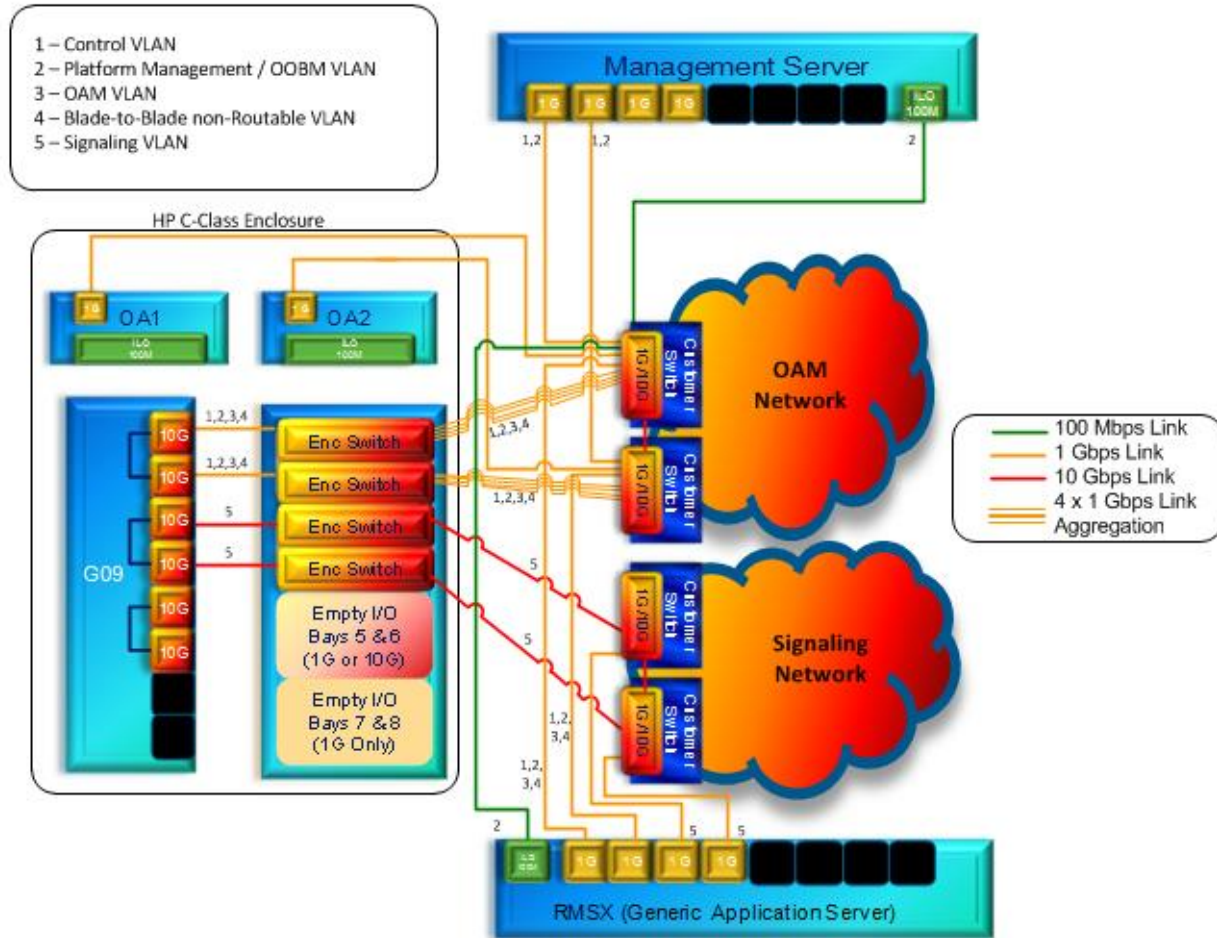 1 – Control VLAN
2 – Platform Management / OOBM VLAN
3 – OAM VLAN
4 – Blade-to-Blade non-Routable VLAN
5 – Signaling VLAN
Management Server
1G
1G
1G
1G
ILO
100M
1,2
1,2
2
HP C-Class Enclosure
1G
OA1
ILO
100M
1G
OA2
ILO
100M
G09
10G
10G
10G
10G
10G
10G
1,2,3,4
1,2,3,4
5
5
Enc Switch
Enc Switch
Enc Switch
Enc Switch
Empty I/O
Bays 5 & 6
(1G or 10G)
Empty I/O
Bays 7 & 8
(1G Only)
1,2,3,4
1,2,3,4
5
5
1G/10G
Customer
Switch
1G/10G
Customer
Switch
OAM
Network
1G/10G
Customer
Switch
1G/10G
Customer
Switch
Signaling
Network
100 Mbps Link
1 Gbps Link
10 Gbps Link
4 x 1 Gbps Link
Aggregation
1,2,
3,4
1,2,
3,4
2
5
5
1G
1G
1G
1G
RMSX (Generic Application Server)